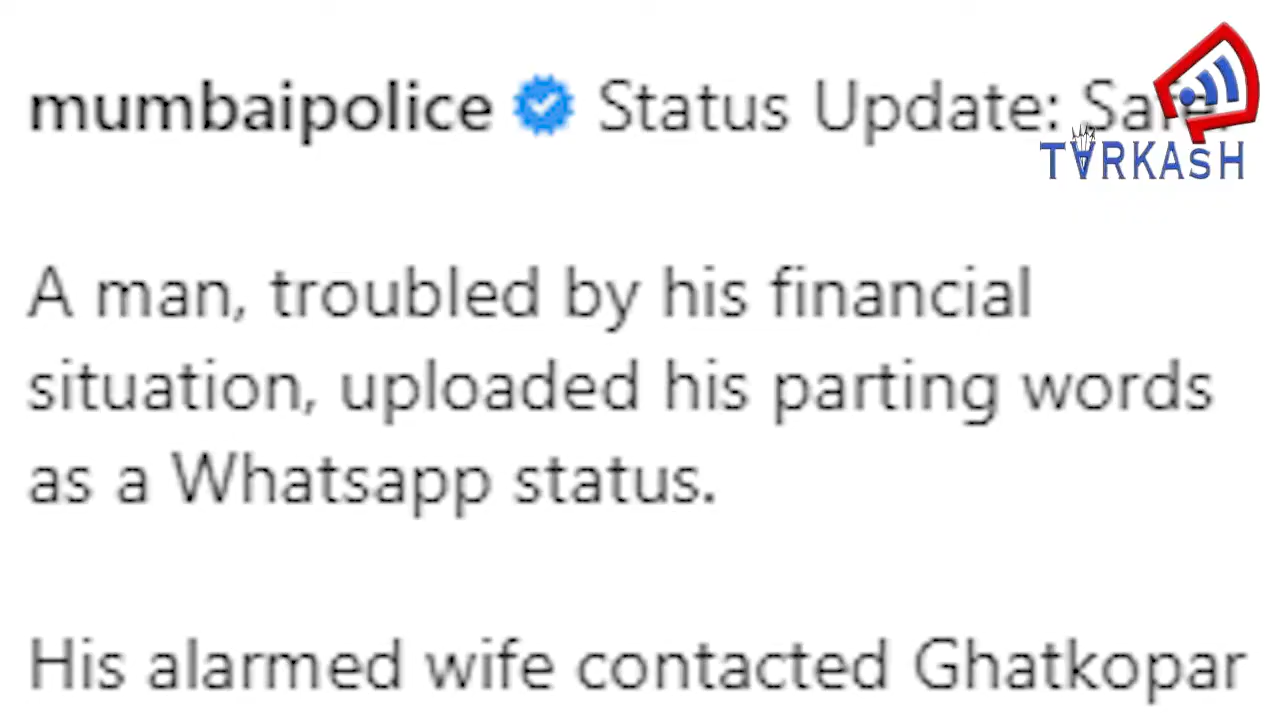 mumbaipolice Status Update: Safe!
TARKASH
A man, troubled by his financial
situation, uploaded his parting words
as a Whatsapp status.
His alarmed wife contacted Ghatkopar